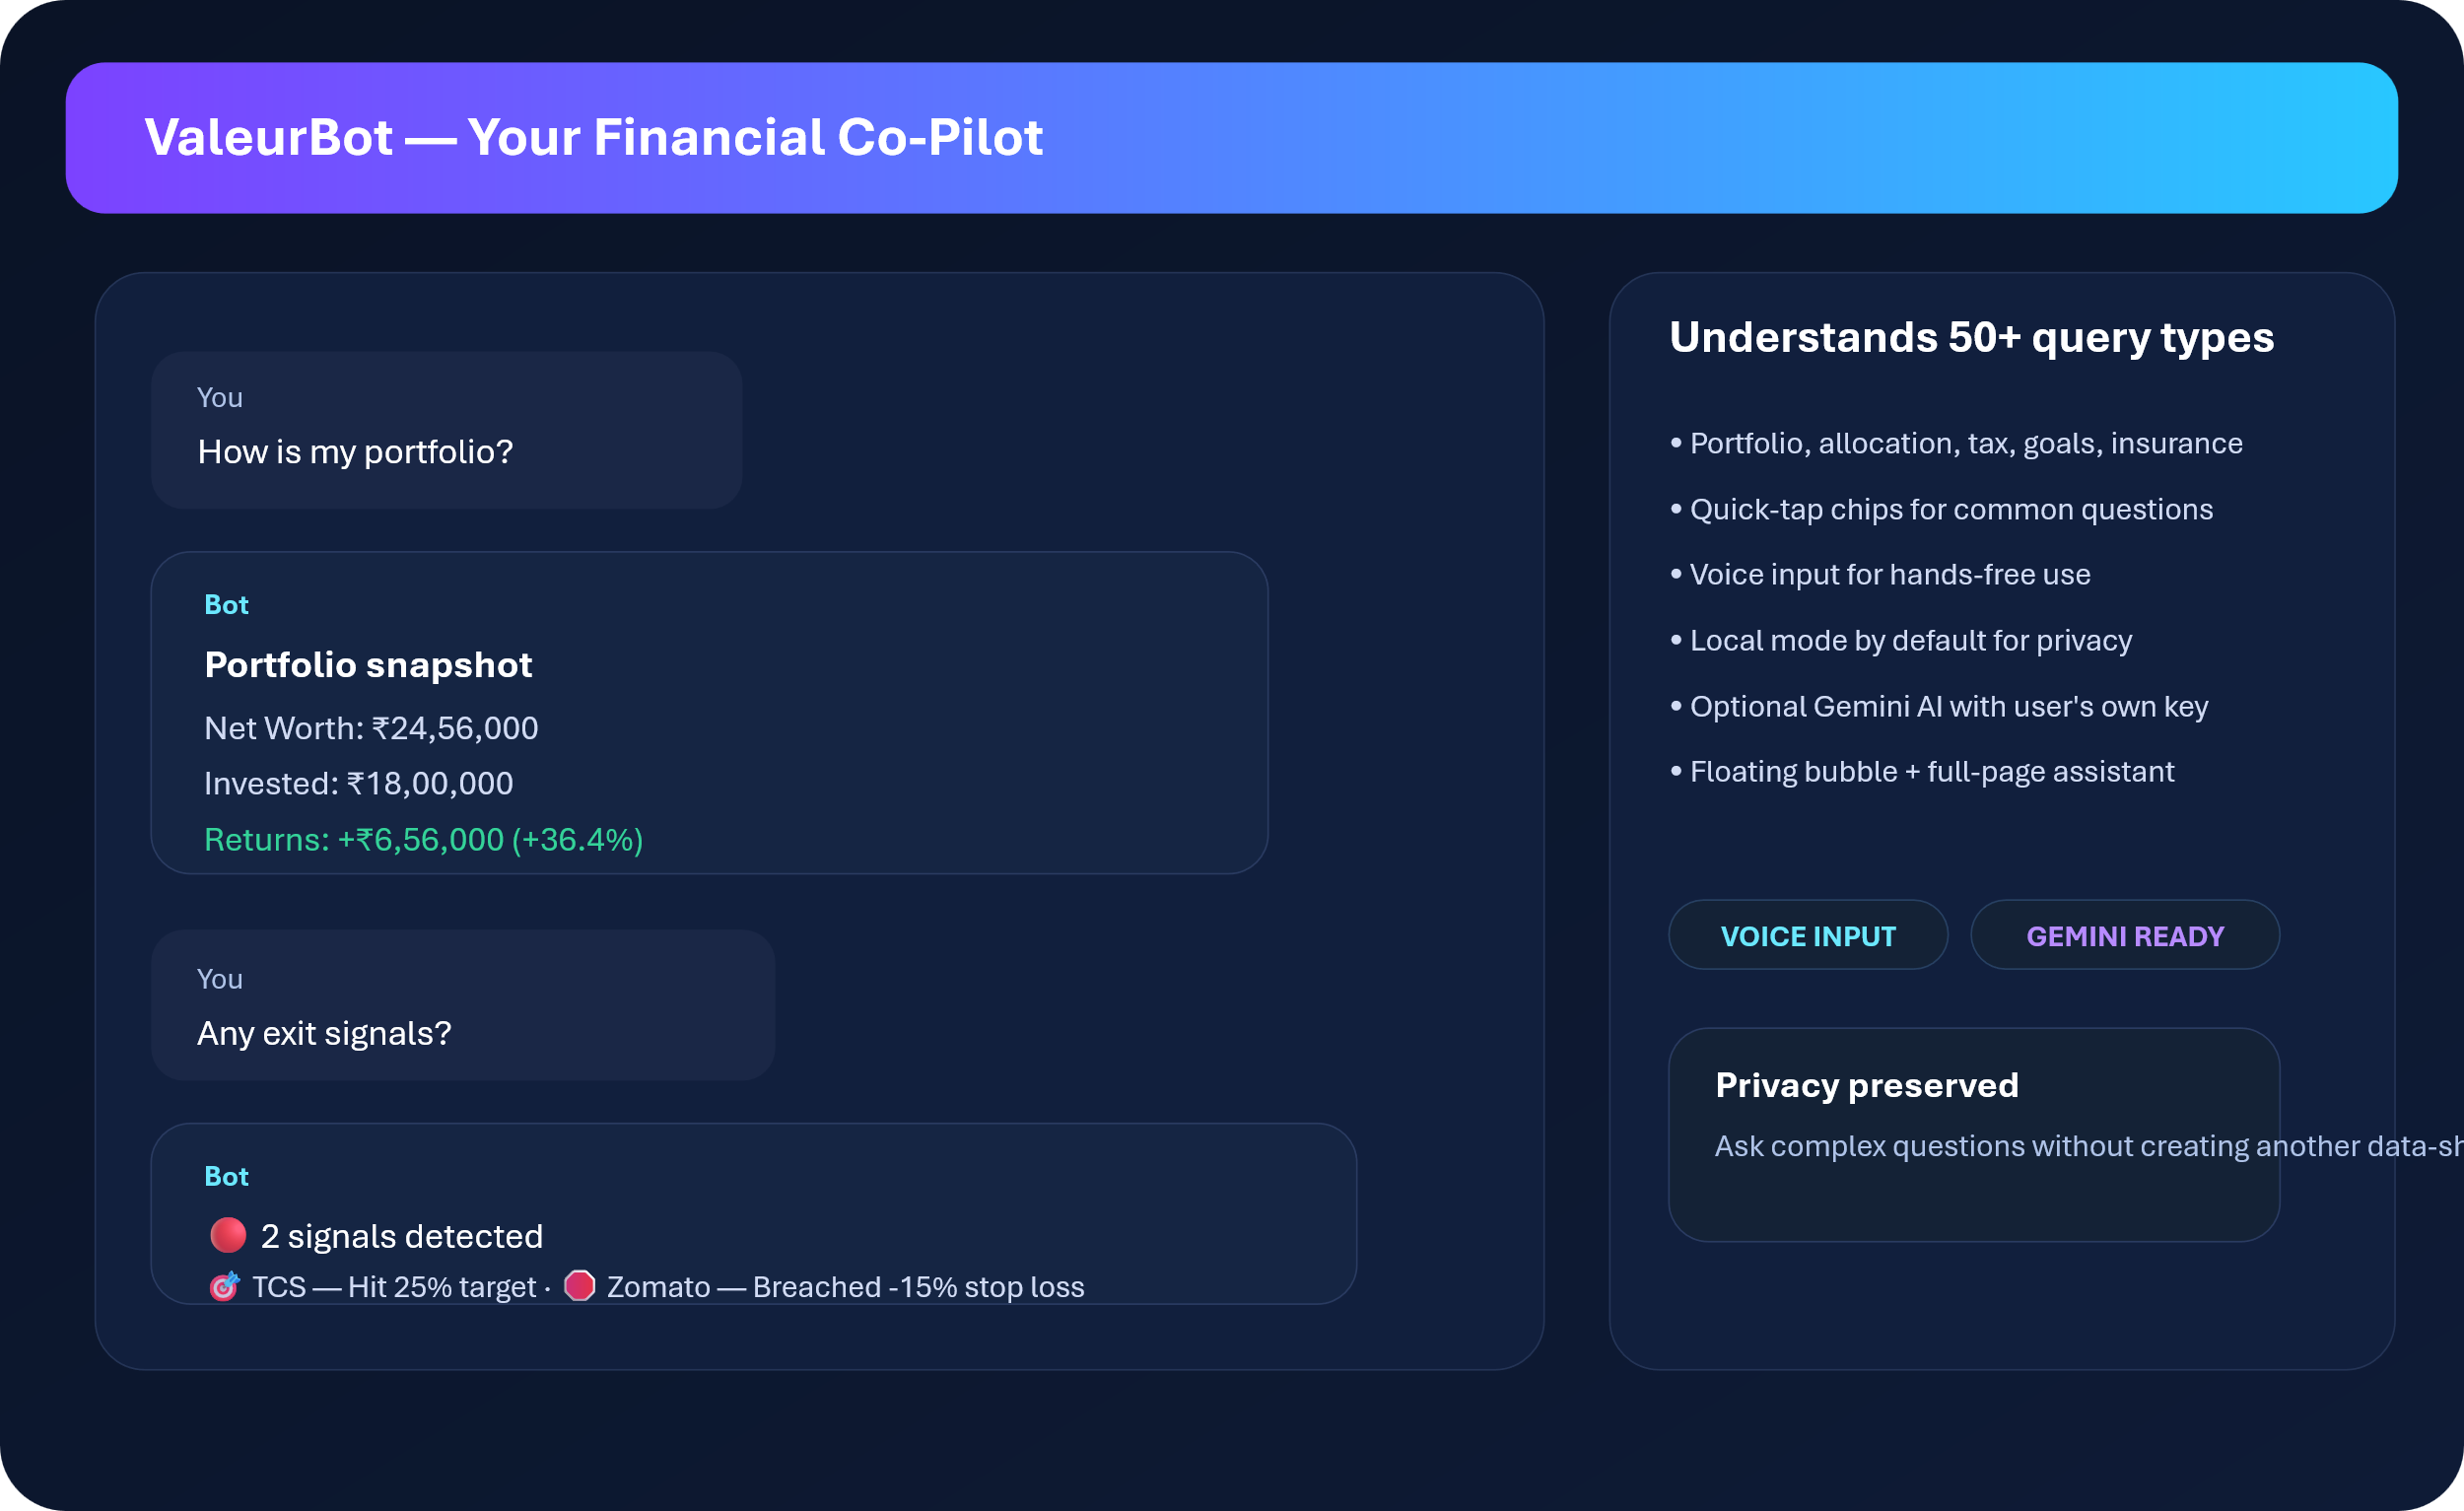 ValeurBot — Your Financial Co-Pilot
You
How is my portfolio?
Bot
Portfolio snapshot
Net Worth: ₹24,56,000
Invested: ₹18,00,000
Returns: +₹6,56,000 (+36.4%)
You
Any exit signals?
Bot
🔴 2 signals detected
🎯 TCS — Hit 25% target · 🛑 Zomato — Breached -15% stop loss
Understands 50+ query types
• Portfolio, allocation, tax, goals, insurance
• Quick-tap chips for common questions
• Voice input for hands-free use
• Local mode by default for privacy
• Optional Gemini AI with user's own key
• Floating bubble + full-page assistant
VOICE INPUT
GEMINI READY
Privacy preserved
Ask complex questions without creating another